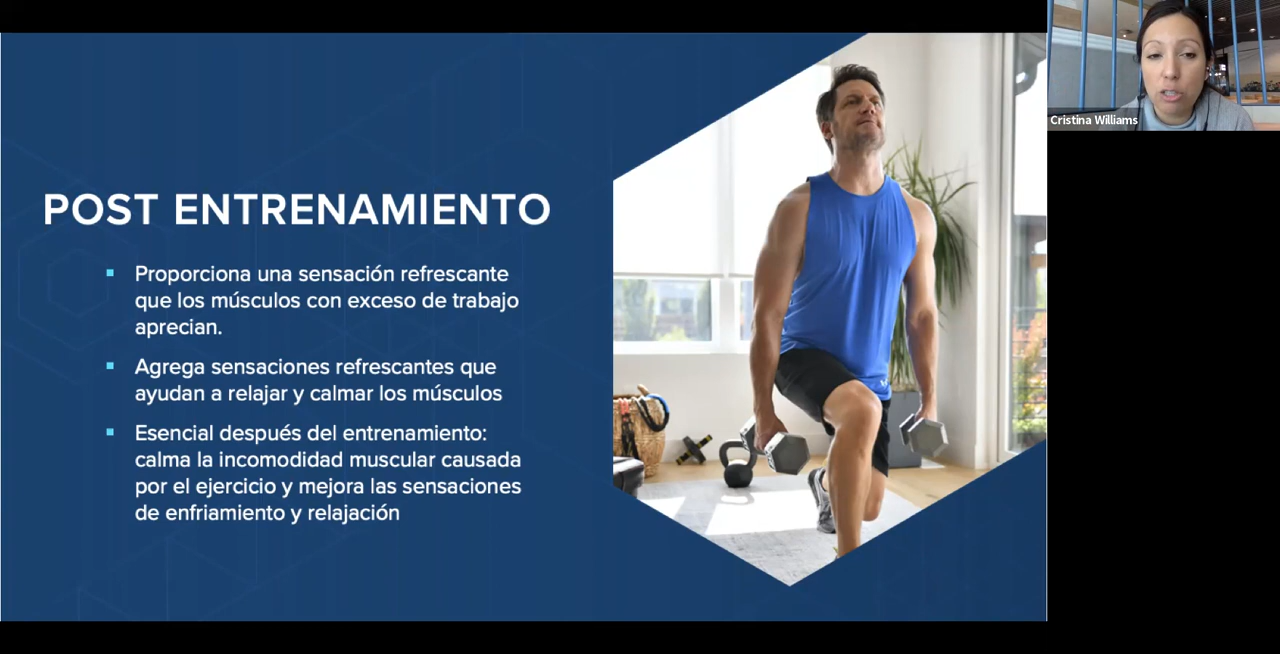 POST ENTRENAMIENTO
Proporciona una sensación refrescante
que los músculos con exceso de trabajo
aprecian.
Agrega sensaciones refrescantes que
ayudan a relajar y calmar los músculos
Esencial después del entrenamiento:
calma la incomodidad muscular causada
por el ejercicio y mejora las sensaciones
de enfriamiento y relajación
Cristina Williams